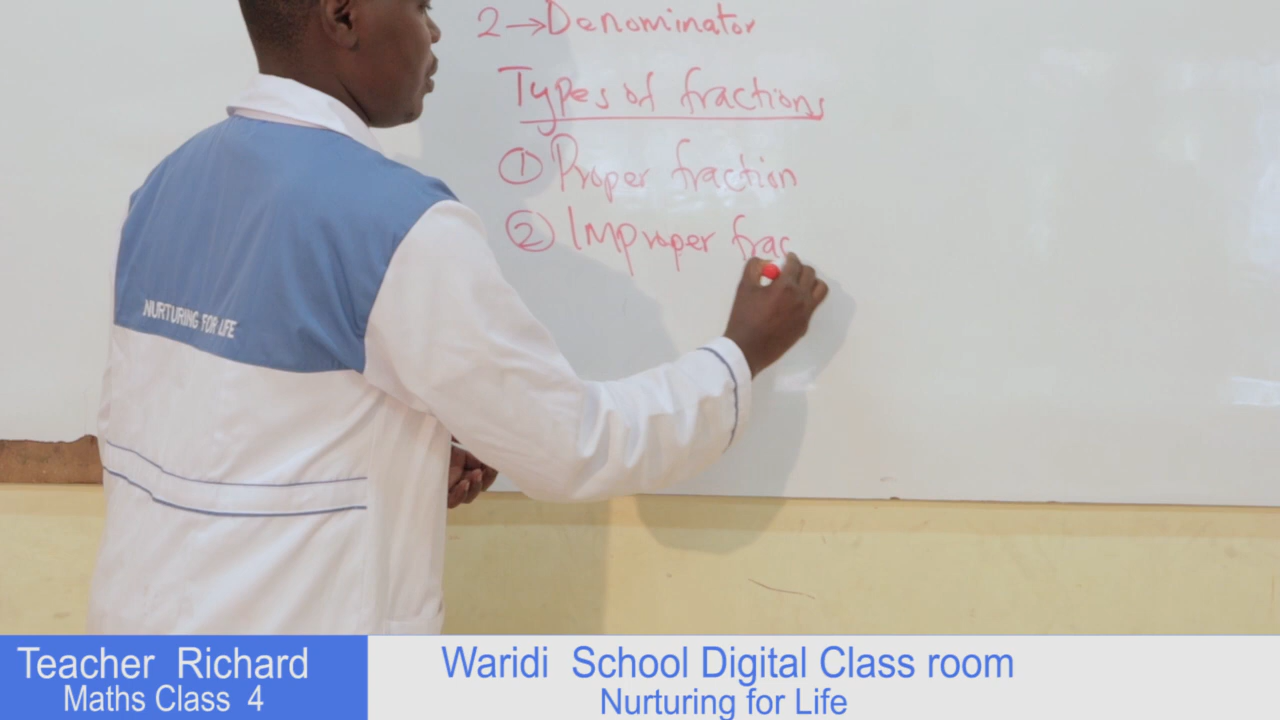 2→Denominator
Types of fractions
① Proper fraction
② Improper frac
NURTURING FOR LIFE
Teacher Richard
Maths Class 4
Waridi School Digital Class room
Nurturing for Life